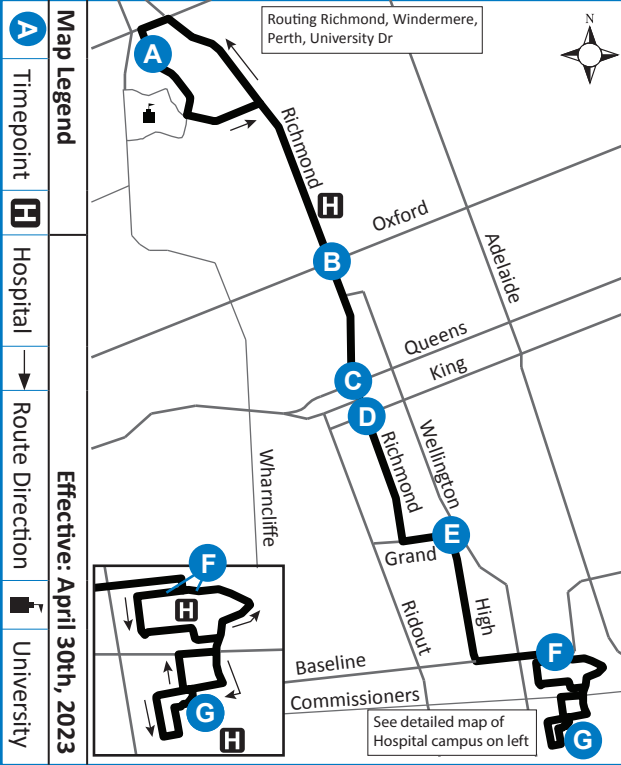 Routing Richmond, Windermere,
Perth, University Dr
N
A
Richmond
H
Oxford
B
Adelaide
Queens
King
C
D
Richmond
Wellington
E
Grand
Wharncliffe
Ridout
High
F
Baseline
Commissioners
G
See detailed map of
Hospital campus on left
F
H
G
H
Map Legend
Effective: April 30th, 2023
A Timepoint
H Hospital
Route Direction
University